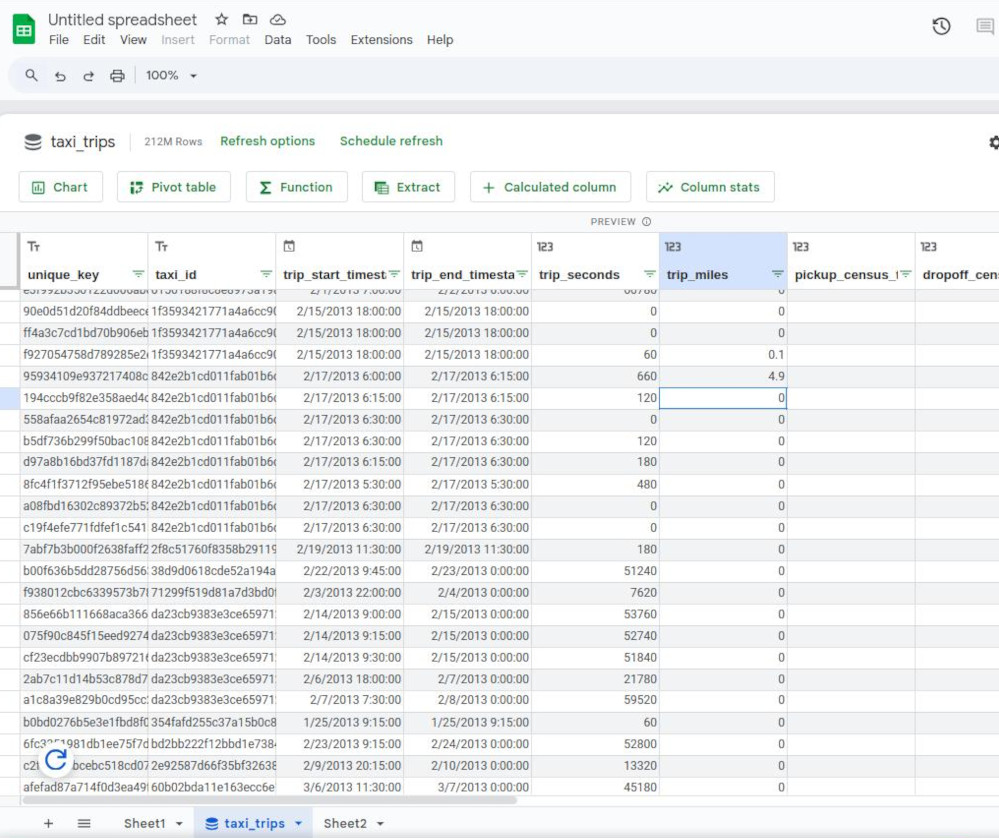 Untitled spreadsheet
File Edit View Insert Format Data Tools Extensions Help
100%
taxi_trips 212M Rows Refresh options Schedule refresh
Chart Pivot table Function Extract Calculated column Column stats
PREVIEW
Tт Tт 123 123 123 123
unique_key taxi_id trip_start_timest trip_end_timesta trip_seconds trip_miles pickup_census_t dropoff_cens
90e0d51d20f84ddbeece 1f3593421771a4a6cc90 2/15/2013 18:00:00 2/15/2013 18:00:00 0 0
ff4a3c7cd1bd70b906eb 1f3593421771a4a6cc90 2/15/2013 18:00:00 2/15/2013 18:00:00 0 0
f927054758d789285e2 1f3593421771a4a6cc90 2/15/2013 18:00:00 2/15/2013 18:00:00 60 0.1
95934109e937217408c 842e2b1cd011fab01b6 2/17/2013 6:00:00 2/17/2013 6:15:00 660 4.9
194cccb9f82e358aed4c 842e2b1cd011fab01b6 2/17/2013 6:15:00 2/17/2013 6:15:00 120 0
558afaa2654c81972ad3 842e2b1cd011fab01b6 2/17/2013 6:30:00 2/17/2013 6:30:00 0 0
b5df736b299f50bac108 842e2b1cd011fab01b6 2/17/2013 6:30:00 2/17/2013 6:30:00 120 0
d97a8b16bd37fd1187d 842e2b1cd011fab01b6 2/17/2013 6:15:00 2/17/2013 6:30:00 180 0
8fc4f1f3712f95ebe5186 842e2b1cd011fab01b6 2/17/2013 5:30:00 2/17/2013 5:30:00 480 0
a08fbd16302c89372b5 842e2b1cd011fab01b6 2/17/2013 6:30:00 2/17/2013 6:30:00 0 0
c19f4efe771fdfef1c541 842e2b1cd011fab01b6 2/17/2013 6:30:00 2/17/2013 6:30:00 0 0
7abf7b3b000f2638faff2 2f8c51760f8358b29119 2/19/2013 11:30:00 2/19/2013 11:30:00 180 0
b00f636b5dd28756d56 38d9d0618cde52a194a 2/22/2013 9:45:00 2/23/2013 0:00:00 51240 0
f938012cbc6339573b7 71299f519d81a7d3bd0 2/3/2013 22:00:00 2/4/2013 0:00:00 7620 0
856e66b111668aca366 da23cb9383e3ce65971 2/14/2013 9:00:00 2/15/2013 0:00:00 53760 0
075f90c845f15eed9274 da23cb9383e3ce65971 2/14/2013 9:15:00 2/15/2013 0:00:00 52740 0
cf23ecdbb9907b89721 da23cb9383e3ce65971 2/14/2013 9:30:00 2/15/2013 0:00:00 51840 0
2ab7c11d14b53c878d7 da23cb9383e3ce65971 2/6/2013 18:00:00 2/7/2013 0:00:00 21780 0
a1c8a39e829b0cd95cc da23cb9383e3ce65971 2/7/2013 7:30:00 2/8/2013 0:00:00 59520 0
b0bd0276b5e3e1fbd8f0 354fafd255c37a15b0c8 1/25/2013 9:15:00 1/25/2013 9:15:00 60 0
bd2bb222f12bbd1e738 2/23/2013 9:15:00 2/24/2013 0:00:00 52800 0
2e92587d66f35bf32638 2/9/2013 20:15:00 2/10/2013 0:00:00 13320 0
afefad87a714f0d3ea49 60b02bda11e163ecc6e 3/6/2013 11:30:00 3/7/2013 0:00:00 45180 0
Sheet1 taxi_trips Sheet2